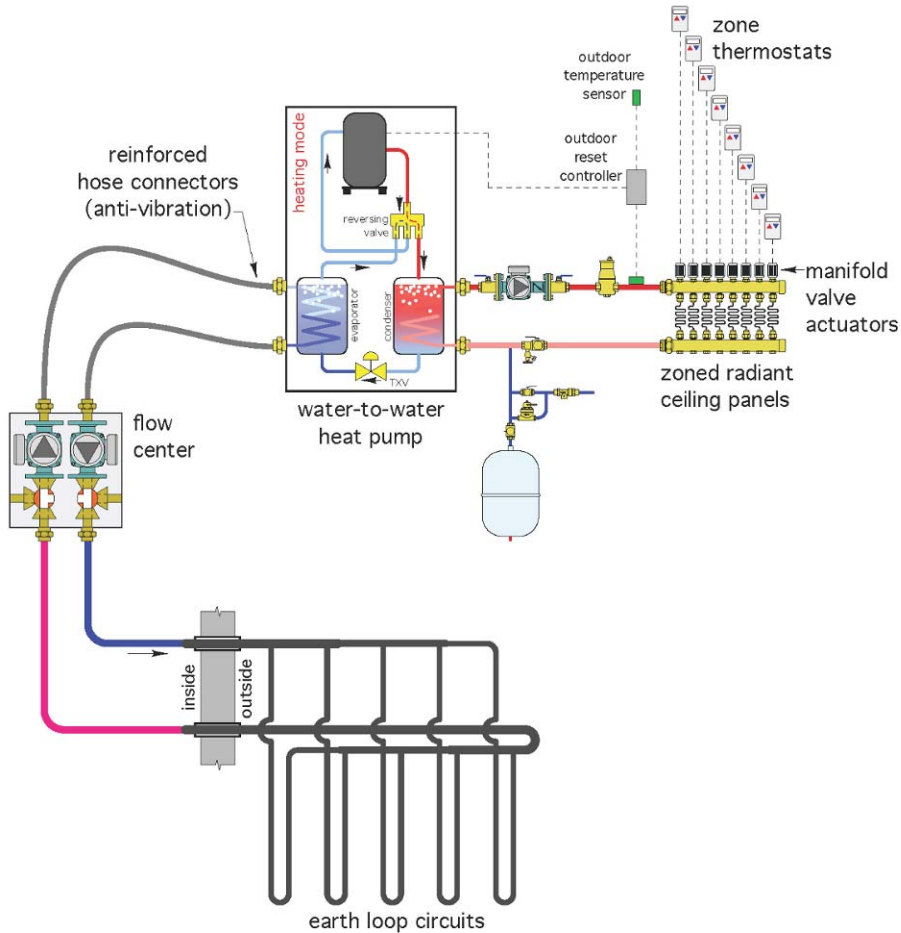 zone
thermostats
outdoor
temperature
sensor
outdoor
reset
controller
reinforced
hose connectors
(anti-vibration)
heating mode
reversing
valve
evaporator
condenser
TXV
manifold
valve
actuators
zoned radiant
ceiling panels
water-to-water
heat pump
flow
center
inside
outside
earth loop circuits